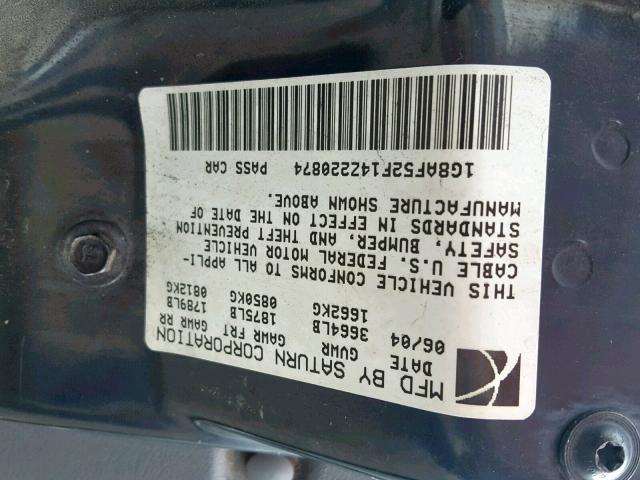 MFD BY SATURN CORPORATION
DATE GVWR GAWR FRT GAWR RR
06/04 3664LB 1875LB 1789LB
1662KG 0850KG 0812KG
THIS VEHICLE CONFORMS TO ALL APPLI-
CABLE U.S. FEDERAL MOTOR VEHICLE
SAFETY, BUMPER, AND THEFT PREVENTION
STANDARDS IN EFFECT ON THE DATE OF
MANUFACTURE SHOWN ABOVE.
1G8AF52F14Z220874 PASS CAR